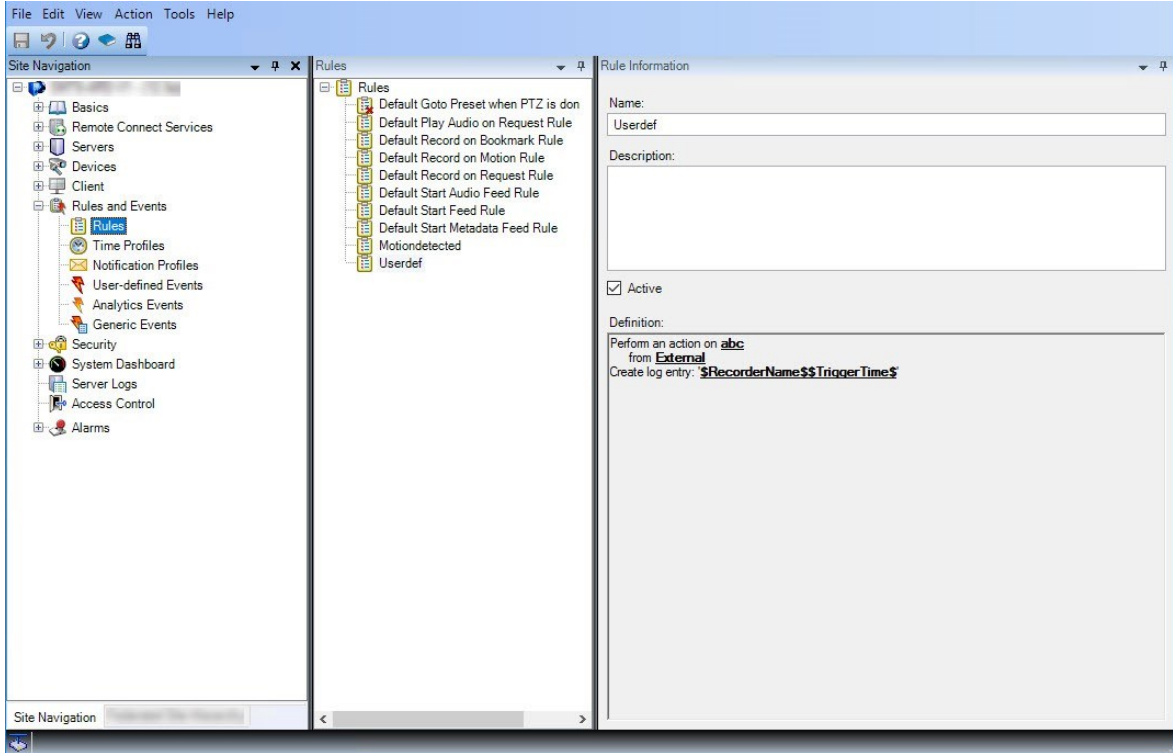 File Edit View Action Tools Help
Site Navigation
Basics
Remote Connect Services
Servers
Devices
Client
Rules and Events
Rules
Time Profiles
Notification Profiles
User-defined Events
Analytics Events
Generic Events
Security
System Dashboard
Server Logs
Access Control
Alarms
Site Navigation
Rules
Rules
Default Goto Preset when PTZ is don
Default Play Audio on Request Rule
Default Record on Bookmark Rule
Default Record on Motion Rule
Default Record on Request Rule
Default Start Audio Feed Rule
Default Start Feed Rule
Default Start Metadata Feed Rule
Motiondetected
Userdef
Rule Information
Name:
Userdef
Description:
Active
Definition:
Perform an action on abc
from External
Create log entry: '$RecorderName$$TriggerTime$'